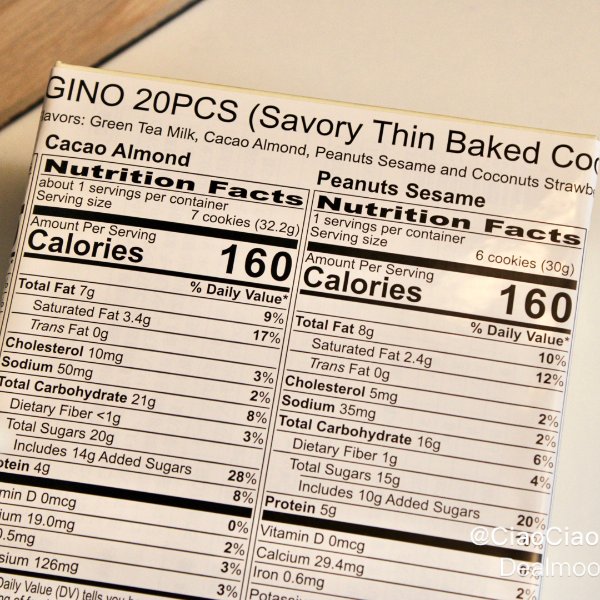 GINO 20PCS (Savory Thin Baked Coo
avors: Green Tea Milk, Cacao Almond, Peanuts Sesame and Coconuts Strawb
Cacao Almond
Nutrition Facts
about 1 servings per container
Serving size 7 cookies (32.2g)
Amount Per Serving
Calories 160
% Daily Value*
Total Fat 7g 9%
Saturated Fat 3.4g 17%
Trans Fat 0g
Cholesterol 10mg 3%
Sodium 50mg 2%
Total Carbohydrate 21g 8%
Dietary Fiber <1g 3%
Total Sugars 20g
Includes 14g Added Sugars 28%
otein 4g 8%
min D 0mcg 0%
ium 19.0mg 2%
0.5mg 3%
sium 126mg 3%
Daily Value (DV) tells you
Peanuts Sesame
Nutrition Facts
1 servings per container
Serving size 6 cookies (30g)
Amount Per Serving
Calories 160
% Daily Value*
Total Fat 8g 10%
Saturated Fat 2.4g 12%
Trans Fat 0g
Cholesterol 5mg 2%
Sodium 35mg 2%
Total Carbohydrate 16g 6%
Dietary Fiber 1g 4%
Total Sugars 15g
Includes 10g Added Sugars 20%
Protein 5g
Vitamin D 0mcg
Calcium 29.4mg
Iron 0.6mg
Potassi
@CiaoCiao
Dealmoo